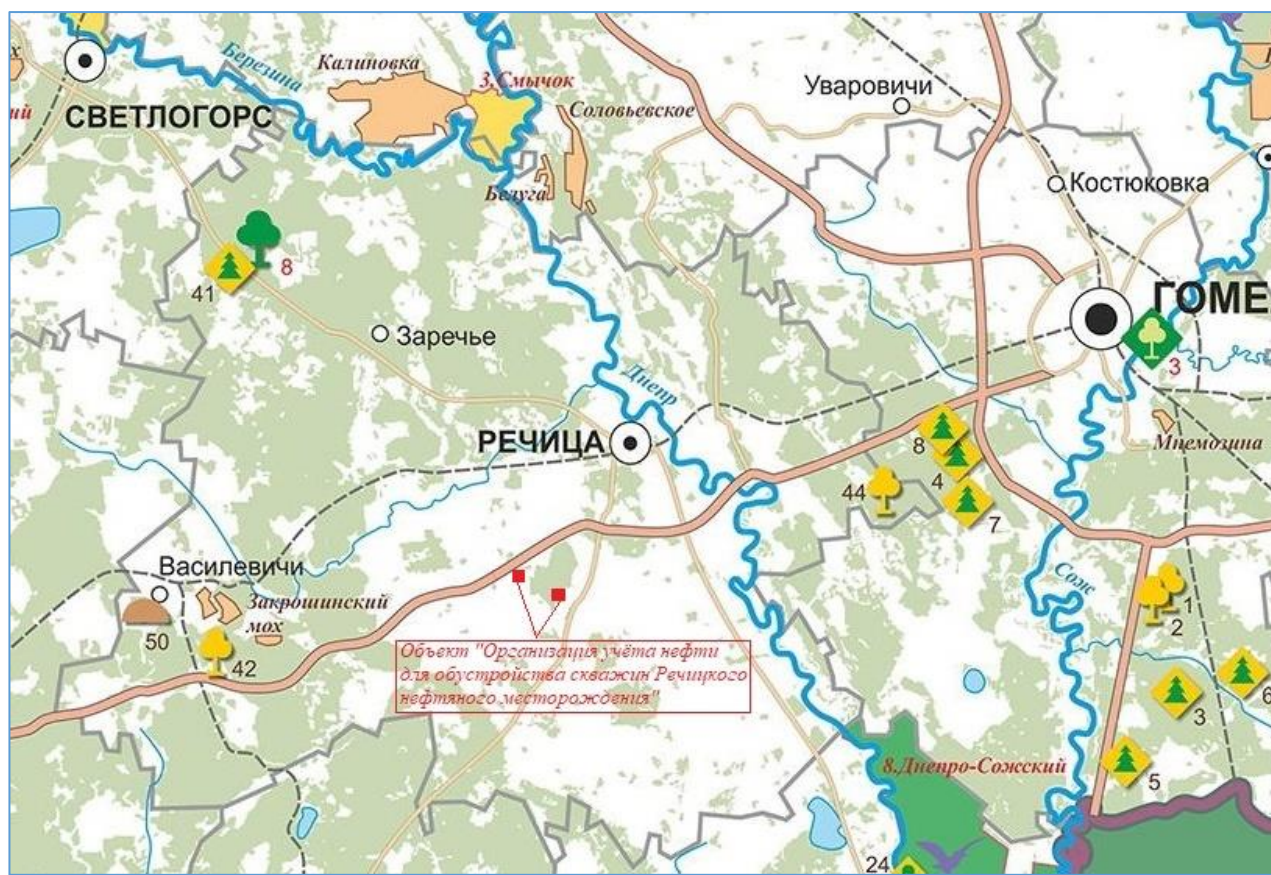 Березина
Калиповка
3.Смычок
Соловьевское
Уваровичи
СВЕТЛОГОРС
ий
Белуга
Костюковка
41
8
Заречье
ГОМЕ
3
Днепр
РЕЧИЦА
Мнемозина
8
4
44
7
Василевичи
Закрошинский
мох
50
42
Сож
1
2
Объект "Организация учёта нефти
для обустройства скважин Речицкого
нефтяного месторождения"
6
3
8.Днепро-Сожский
5
24